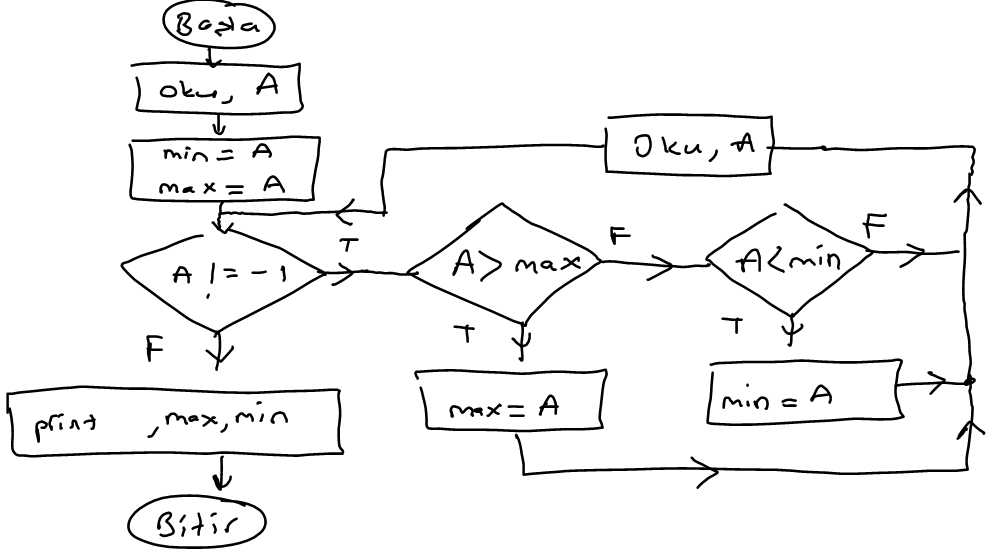 Başla
oku, A
min = A
max = A
Oku, A
A != -1
T
A > max
F
A < min
F
F
T
T
print , max, min
max = A
min = A
Bitir